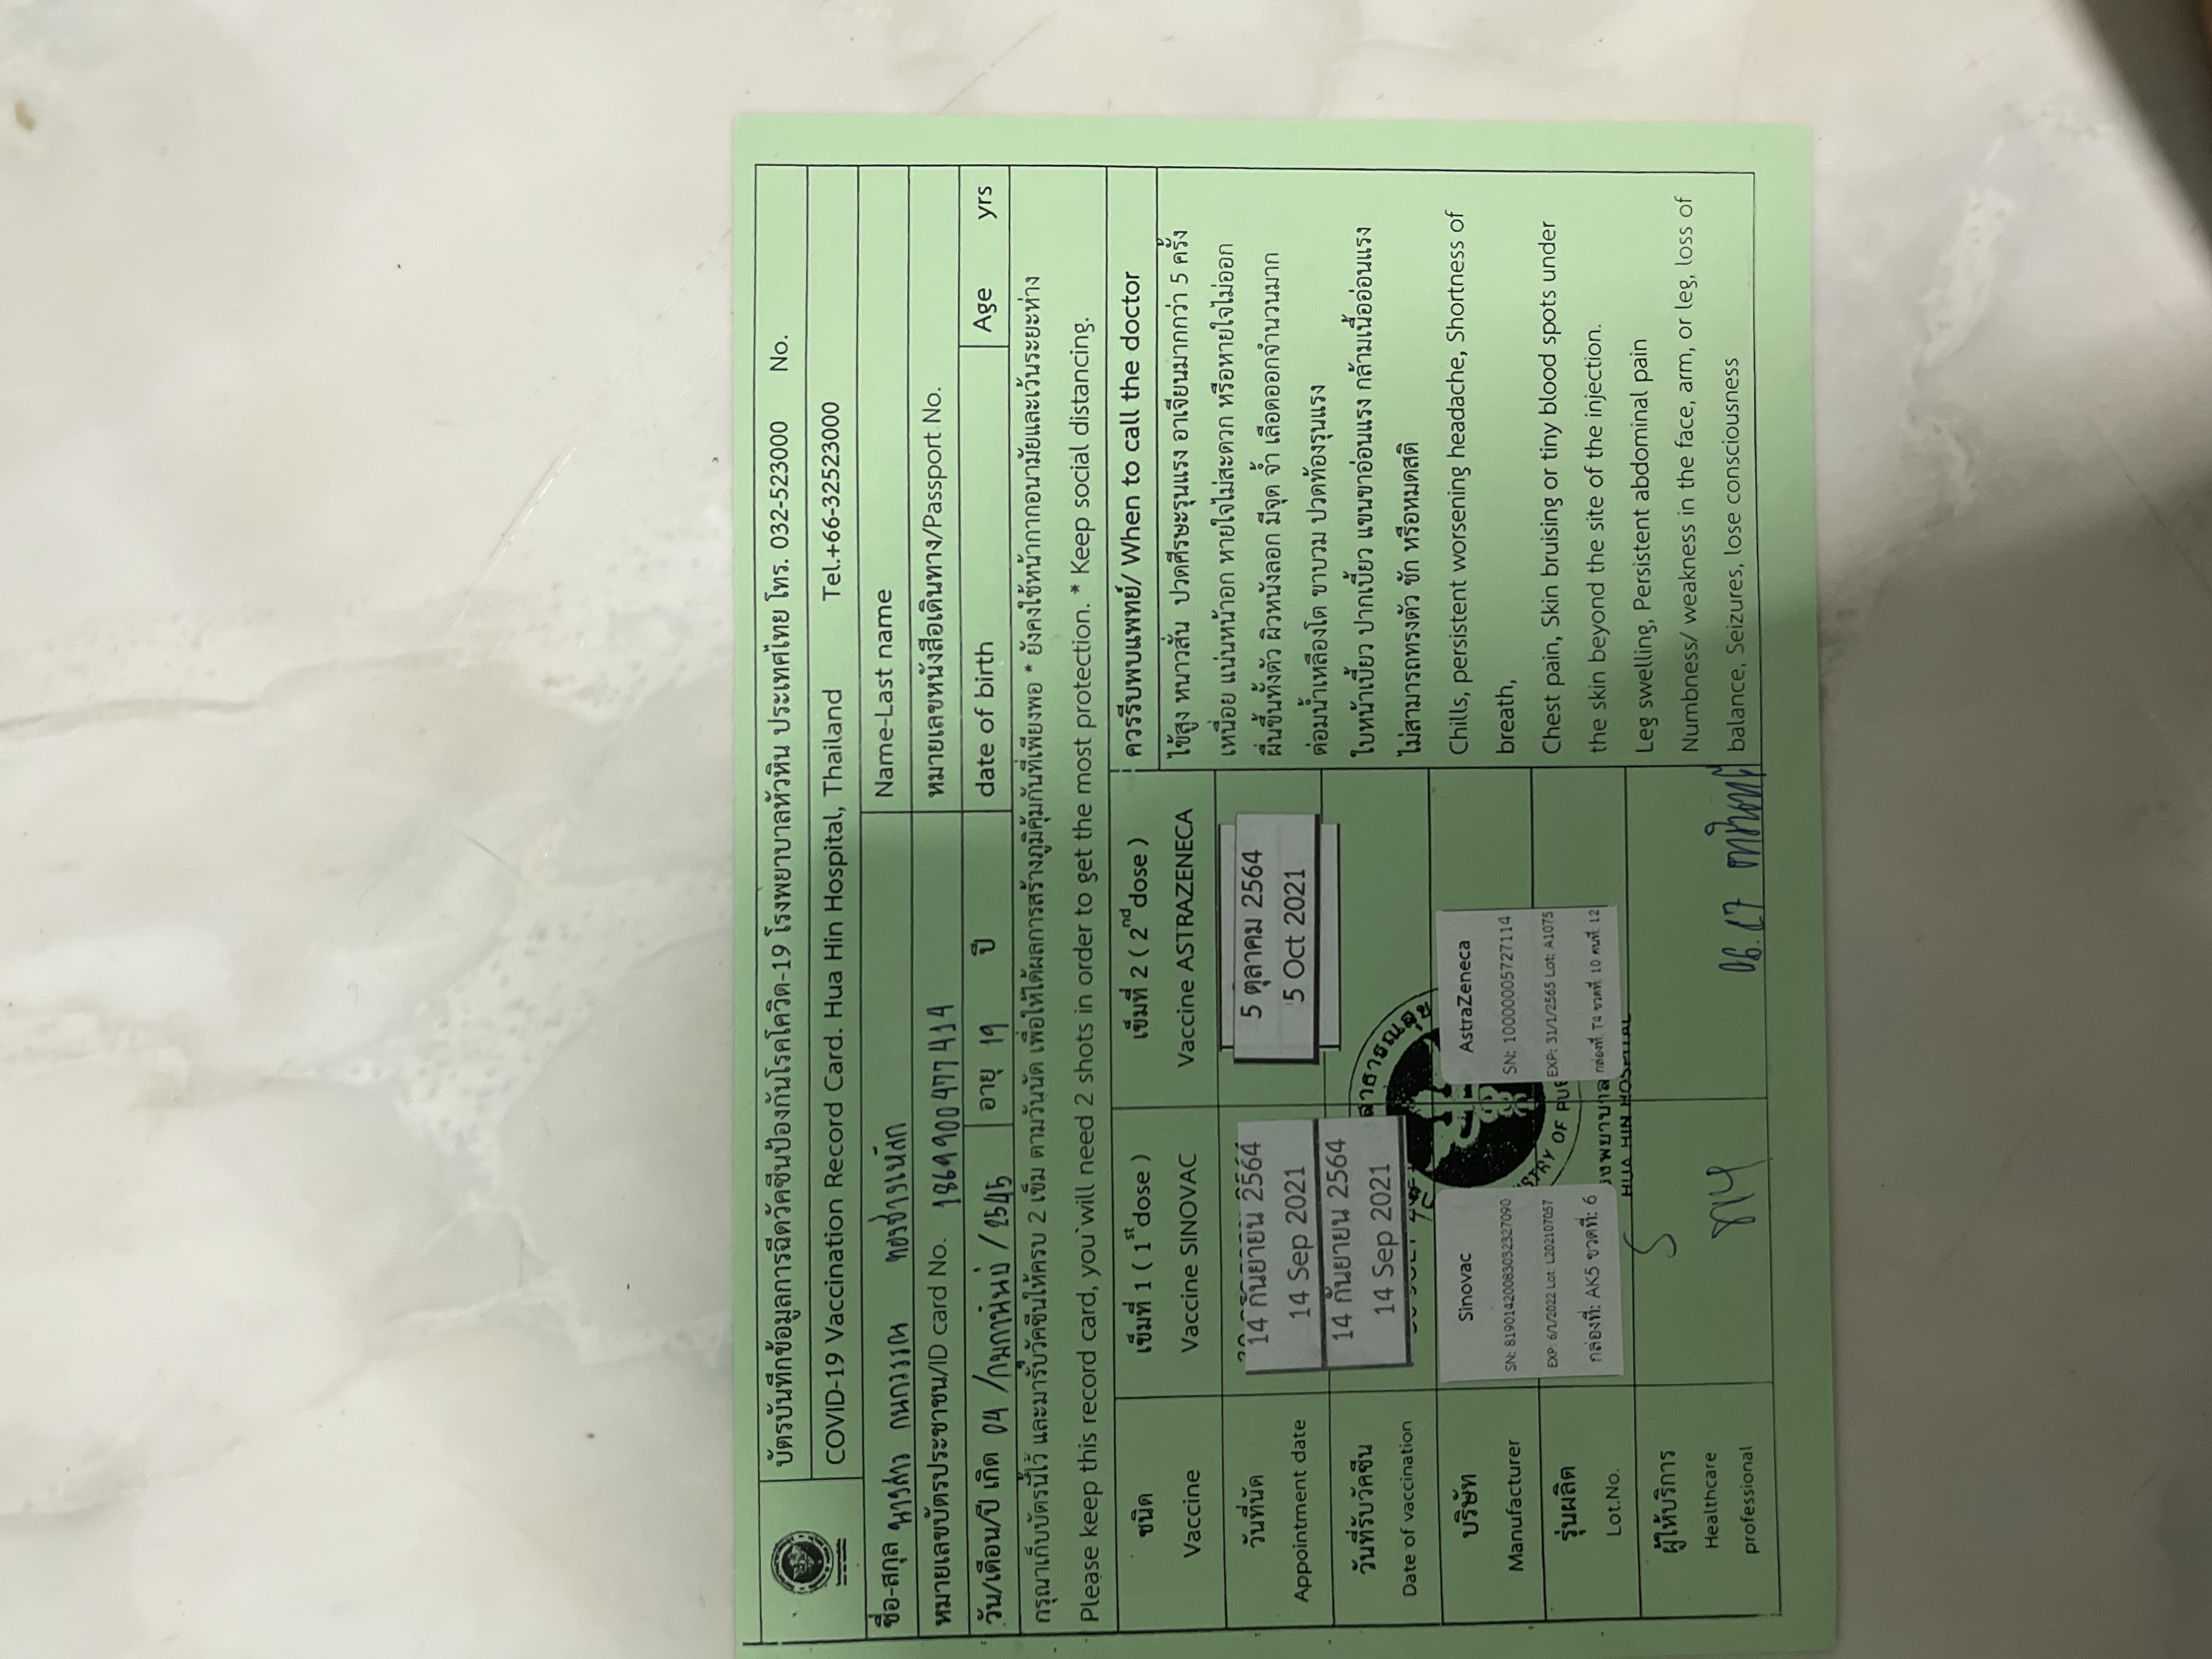 บัตรบันทึกข้อมูลการฉีดวัคซีนป้องกันโรคโควิด-19 โรงพยาบาลหัวหิน ประเทศไทย โทร. 032-523000 No.
COVID-19 Vaccination Record Card. Hua Hin Hospital, Thailand Tel.+66-32523000
ชื่อ-สกุล นางสาว กนกวรรณ ทองช่างเหล็ก Name-Last name
หมายเลขบัตรประชาชน/ID card No. 1869900477414 หมายเลขหนังสือเดินทาง/Passport No.
วัน/เดือน/ปี เกิด 04 /กุมภาพันธ์ / 2545 อายุ 19 ปี date of birth Age yrs
กรุณาเก็บบัตรนี้ไว้ และมารับวัคซีนให้ครบ 2 เข็ม ตามวันนัด เพื่อให้ได้ผลการสร้างภูมิคุ้มกันที่เพียงพอ * ยังคงใช้หน้ากากอนามัยและเว้นระยะห่าง
Please keep this record card, you will need 2 shots in order to get the most protection. * Keep social distancing.
ชนิด
Vaccine
เข็มที่ 1 ( 1st dose )
Vaccine SINOVAC
เข็มที่ 2 ( 2nd dose )
Vaccine ASTRAZENECA
วันที่นัด
Appointment date
14 กันยายน 2564
14 Sep 2021
5 ตุลาคม 2564
5 Oct 2021
วันที่รับวัคซีน
Date of vaccination
14 กันยายน 2564
14 Sep 2021
บริษัท
Manufacturer
รุ่นผลิต
Lot.No.
Sinovac
SN: 81901420083032327090
EXP: 6/1/2022 Lot: L202107057
กล่องที่: AK5 ขวดที่: 6
AstraZeneca
SN: 10000005727114
EXP: 31/1/2565 Lot: A1075
กล่องที่: T4 ขวดที่: 10 คนที่: 12
สาธารณสุข
OF
HUA HIN HOSPITAL
ผู้ให้บริการ
Healthcare
professional
ควรรีบพบแพทย์/ When to call the doctor
ไข้สูง หนาวสั่น ปวดศีรษะรุนแรง อาเจียนมากกว่า 5 ครั้ง
เหนื่อย แน่นหน้าอก หายใจไม่สะดวก หรือหายใจไม่ออก
ผื่นขึ้นทั้งตัว ผิวหนังลอก มีจุด จ้ำ เลือดออกจำนวนมาก
ต่อมน้ำเหลืองโต ขาบวม ปวดท้องรุนแรง
ใบหน้าเบี้ยว ปากเบี้ยว แขนขาอ่อนแรง กล้ามเนื้ออ่อนแรง
ไม่สามารถทรงตัว ชัก หรือหมดสติ
Chills, persistent worsening headache, Shortness of
breath,
Chest pain, Skin bruising or tiny blood spots under
the skin beyond the site of the injection.
Leg swelling, Persistent abdominal pain
Numbness/ weakness in the face, arm, or leg, loss of
balance, Seizures, lose consciousness